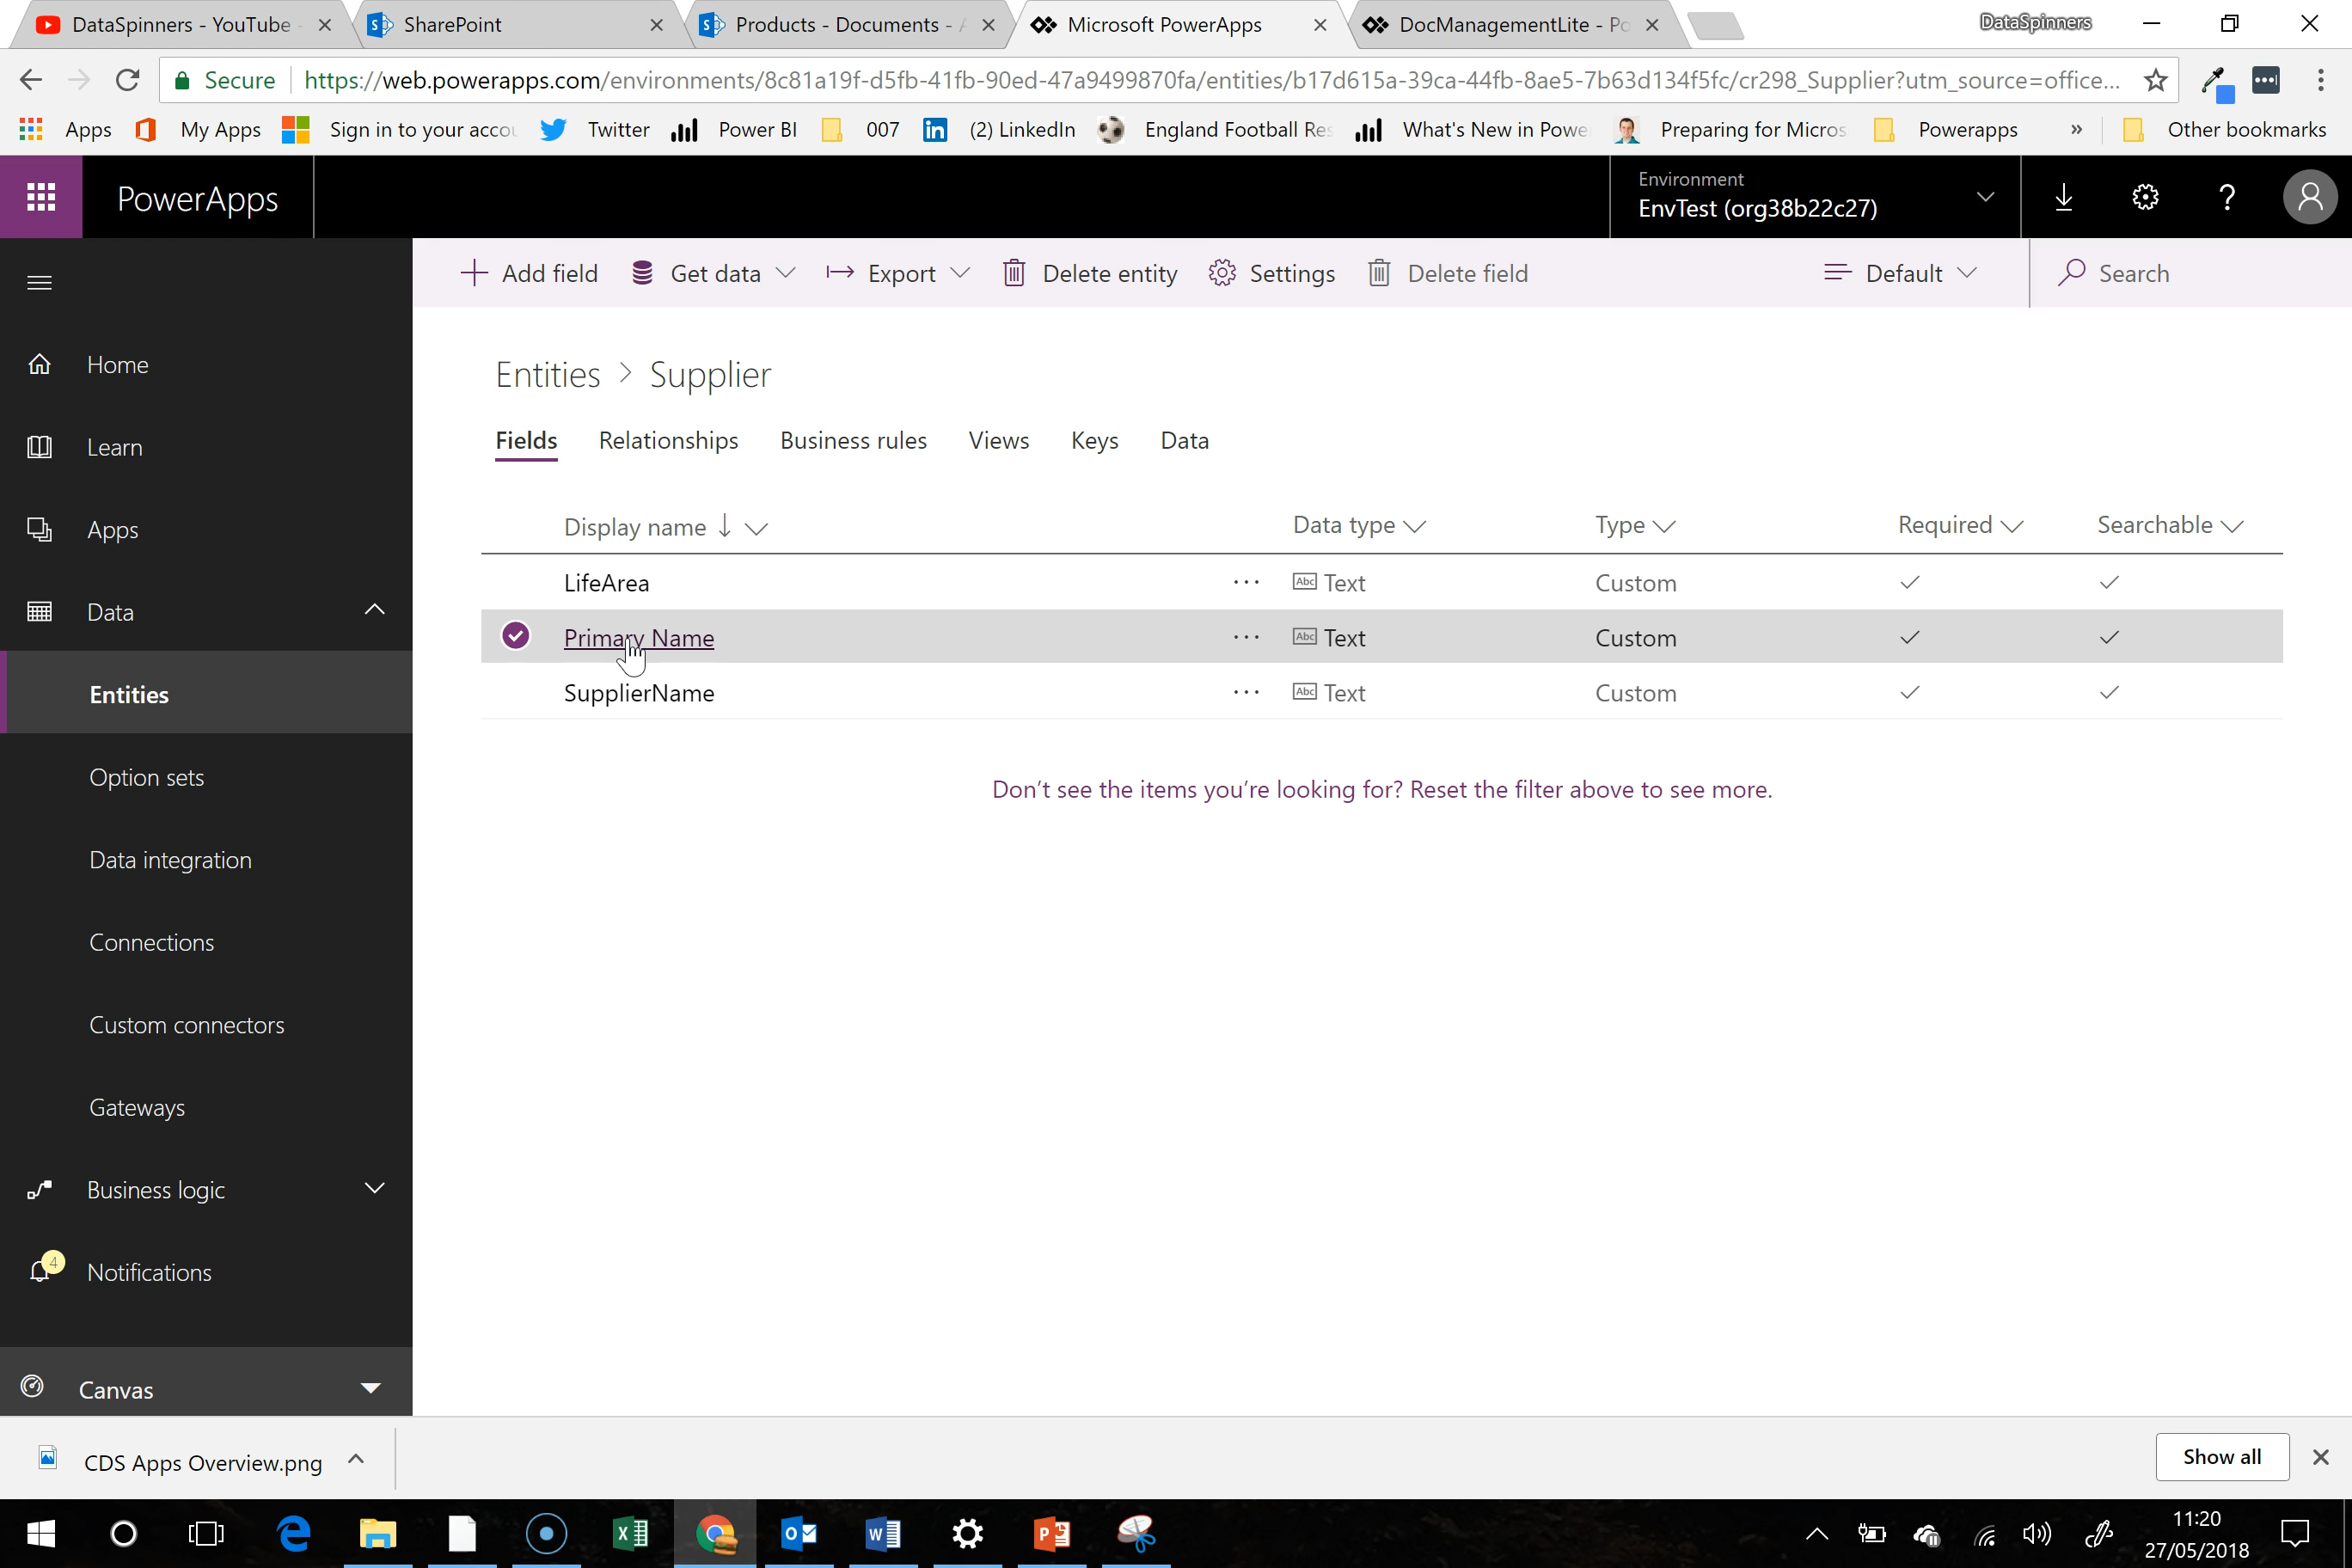 DataSpinners - YouTube
SharePoint
Products - Documents -
Microsoft PowerApps
DocManagementLite -
DataSpinners
Secure
https://web.powerapps.com/environments/8c81a19f-d5fb-41fb-90ed-47a9499870fa/entities/b17d615a-39ca-44fb-8ae5-7b63d134f5fc/cr298_Supplier?utm_source=office...
Apps
My Apps
Sign in to your accou
Twitter
Power BI
007
(2) LinkedIn
England Football Res
What's New in Powe
Preparing for Micros
Powerapps
»
Other bookmarks
PowerApps
Environment
EnvTest (org38b22c27)
Add field
Get data
Export
Delete entity
Settings
Delete field
Default
Search
Home
Learn
Apps
Data
Entities
Option sets
Data integration
Connections
Custom connectors
Gateways
Business logic
4
Notifications
Canvas
Entities > Supplier
Fields
Relationships
Business rules
Views
Keys
Data
Display name
Data type
Type
Required
Searchable
LifeArea ... Abc Text Custom
Primary Name ... Abc Text Custom
SupplierName ... Abc Text Custom
Don't see the items you're looking for? Reset the filter above to see more.
CDS Apps Overview.png
Show all
11:20
27/05/2018